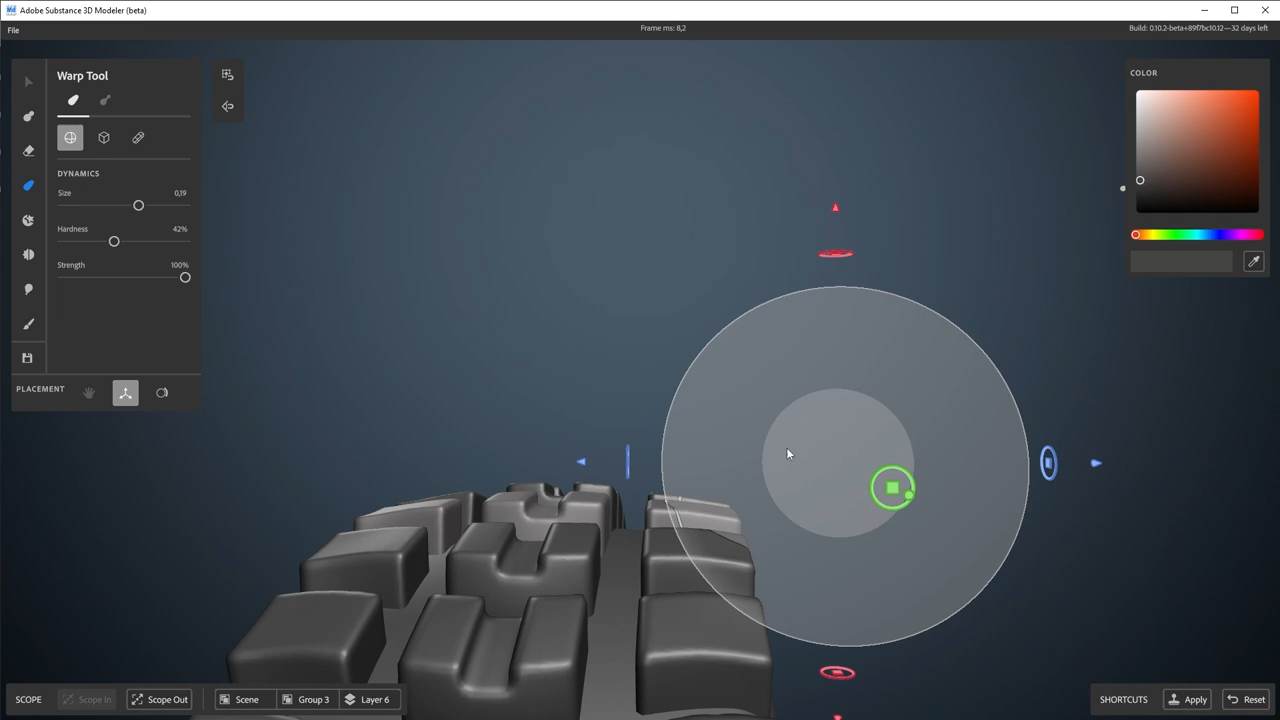 Adobe Substance 3D Modeler (beta)
File
Frame ms: 8,2
Build: 0.10.2-beta+89f7bc10.12—32 days left
Warp Tool
DYNAMICS
Size 0,19
Hardness 42%
Strength 100%
PLACEMENT
COLOR
SCOPE Scope In Scope Out Scene Group 3 Layer 6
SHORTCUTS Apply Reset